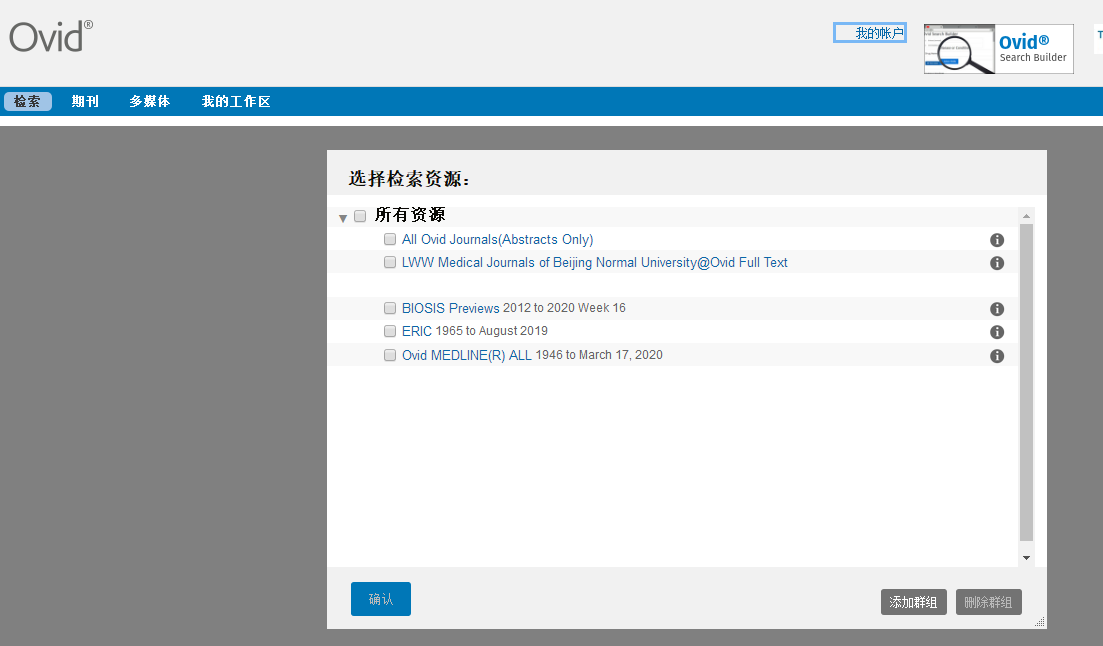 Ovid®
我的帐户
Ovid®
Search Builder
检索 期刊 多媒体 我的工作区
选择检索资源：
所有资源
All Ovid Journals(Abstracts Only)
LWW Medical Journals of Beijing Normal University@Ovid Full Text
BIOSIS Previews 2012 to 2020 Week 16
ERIC 1965 to August 2019
Ovid MEDLINE(R) ALL 1946 to March 17, 2020
确认
添加群组 删除群组